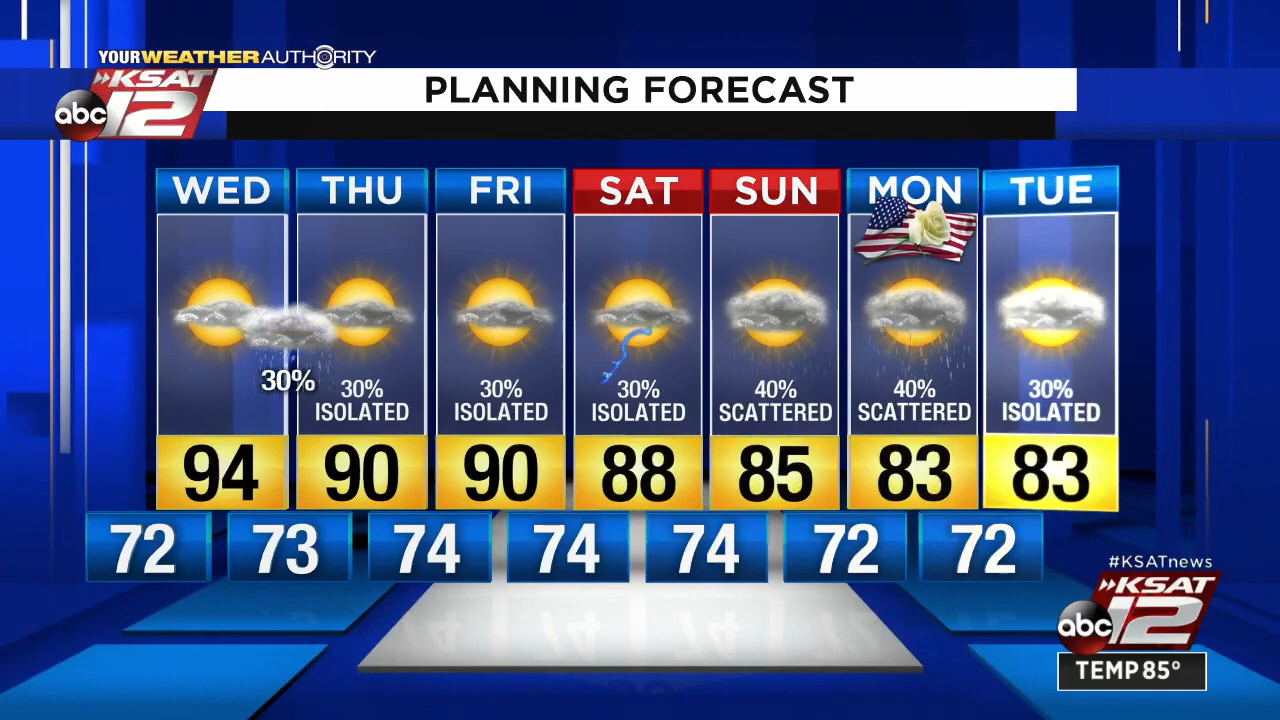 YOURWEATHERAUTHORITY
KSAT
abc 12
PLANNING FORECAST
WED THU FRI SAT SUN MON TUE
30%
30% 30% 30% 40% 40% 30%
ISOLATED ISOLATED ISOLATED SCATTERED SCATTERED ISOLATED
94 90 90 88 85 83 83
72 73 74 74 74 72 72
#KSATnews
KSAT
abc 12
TEMP 85°